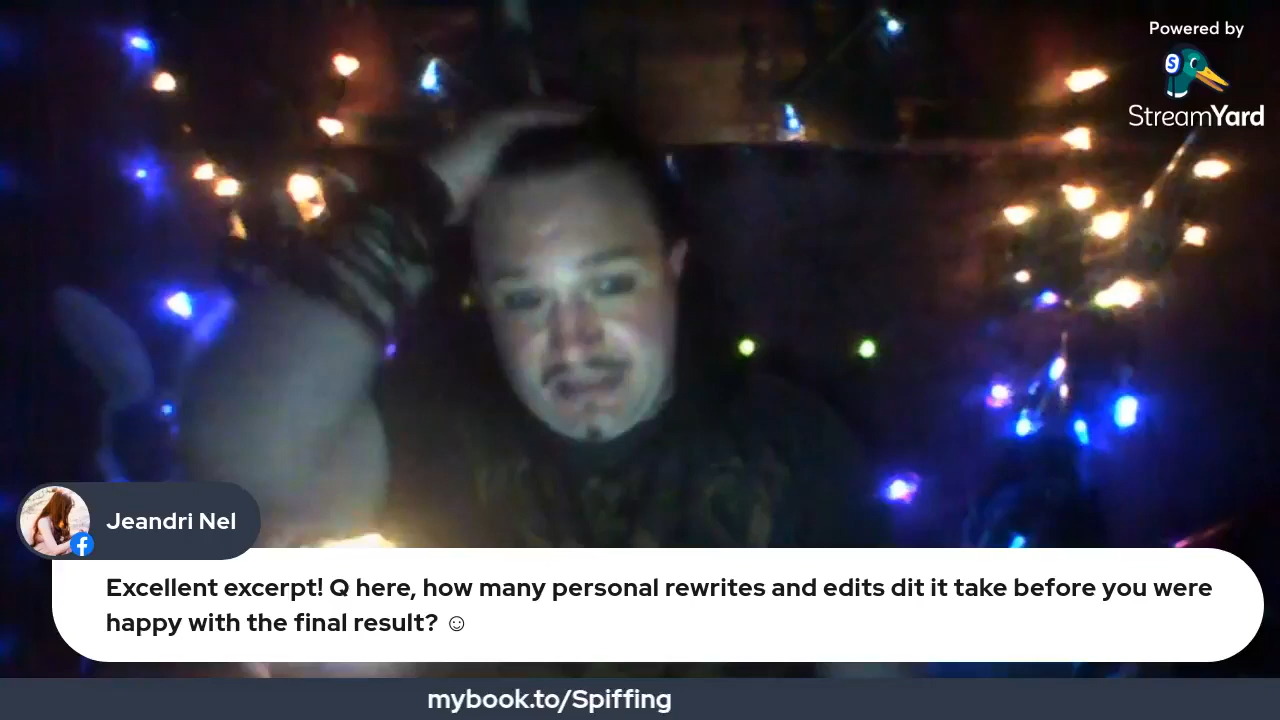 Powered by
StreamYard
Jeandri Nel
Excellent excerpt! Q here, how many personal rewrites and edits dit it take before you were
happy with the final result? ☺
mybook.to/Spiffing